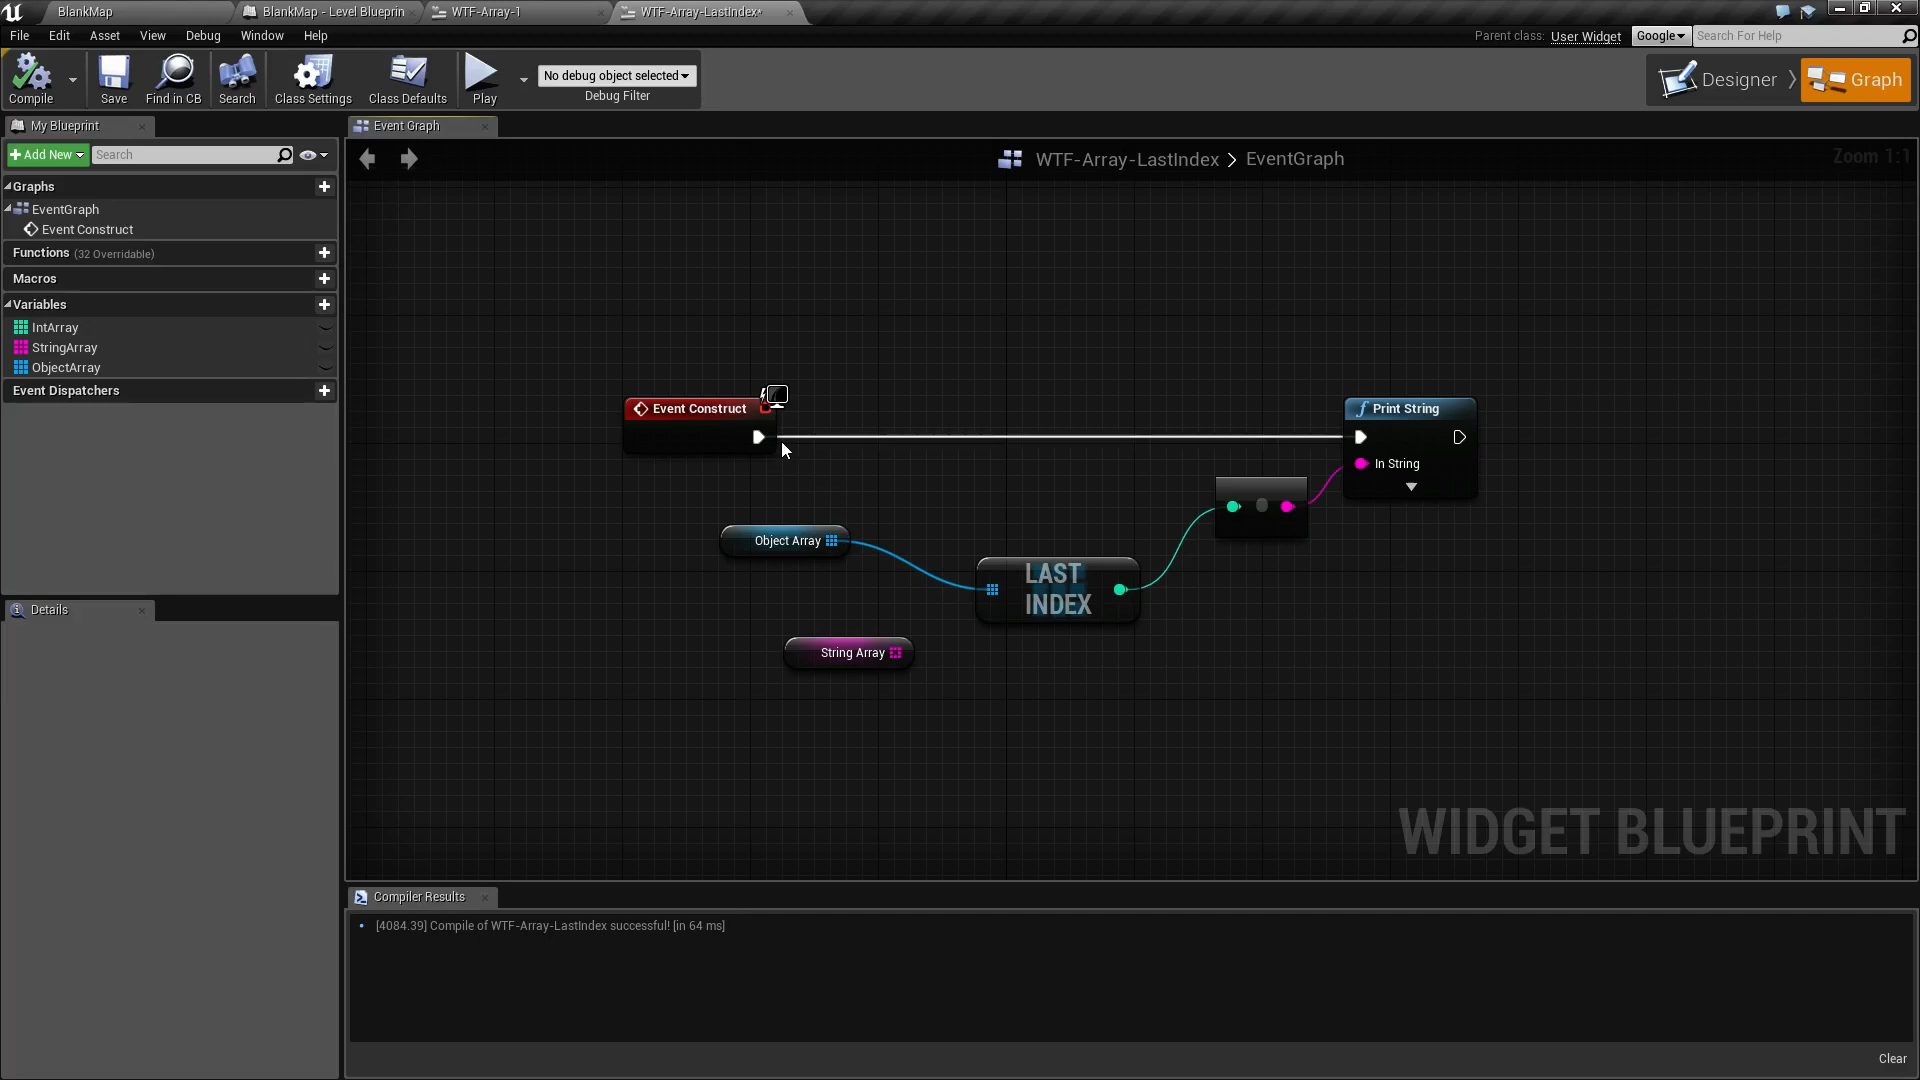 BlankMap
BlankMap - Level Blueprin
WTF-Array-1
WTF-Array-LastIndex*
File
Edit
Asset
View
Debug
Window
Help
Parent class:
User Widget
Google
Search For Help
Compile
Save
Find in CB
Search
Class Settings
Class Defaults
Play
No debug object selected
Debug Filter
Designer
Graph
My Blueprint
Event Graph
Add New
Search
WTF-Array-LastIndex > EventGraph
Zoom 1:1
Graphs
EventGraph
Event Construct
Functions (32 Overridable)
Macros
Variables
IntArray
StringArray
ObjectArray
Event Dispatchers
Event Construct
Print String
In String
Object Array
LAST
INDEX
String Array
Details
WIDGET BLUEPRINT
Compiler Results
[4084.39] Compile of WTF-Array-LastIndex successful! [in 64 ms]
Clear